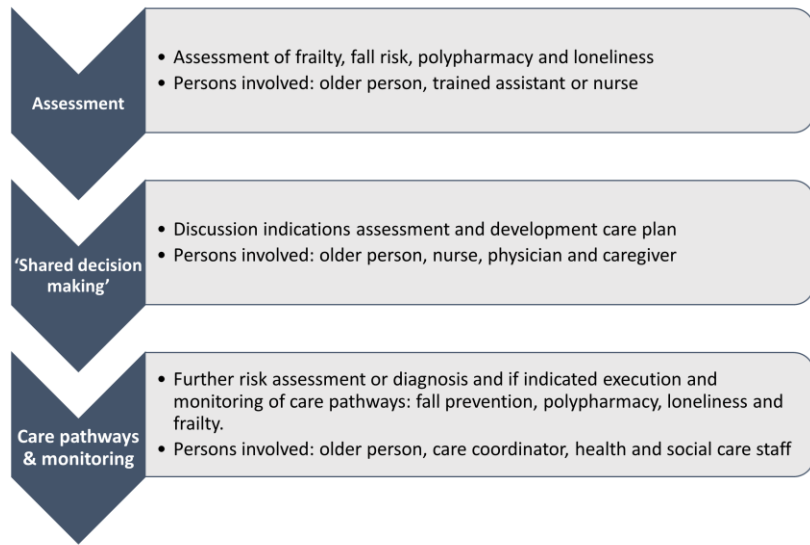 Assessment
• Assessment of frailty, fall risk, polypharmacy and loneliness
• Persons involved: older person, trained assistant or nurse
‘Shared decision
making’
• Discussion indications assessment and development care plan
• Persons involved: older person, nurse, physician and caregiver
Care pathways
& monitoring
• Further risk assessment or diagnosis and if indicated execution and
monitoring of care pathways: fall prevention, polypharmacy, loneliness and
frailty.
• Persons involved: older person, care coordinator, health and social care staff